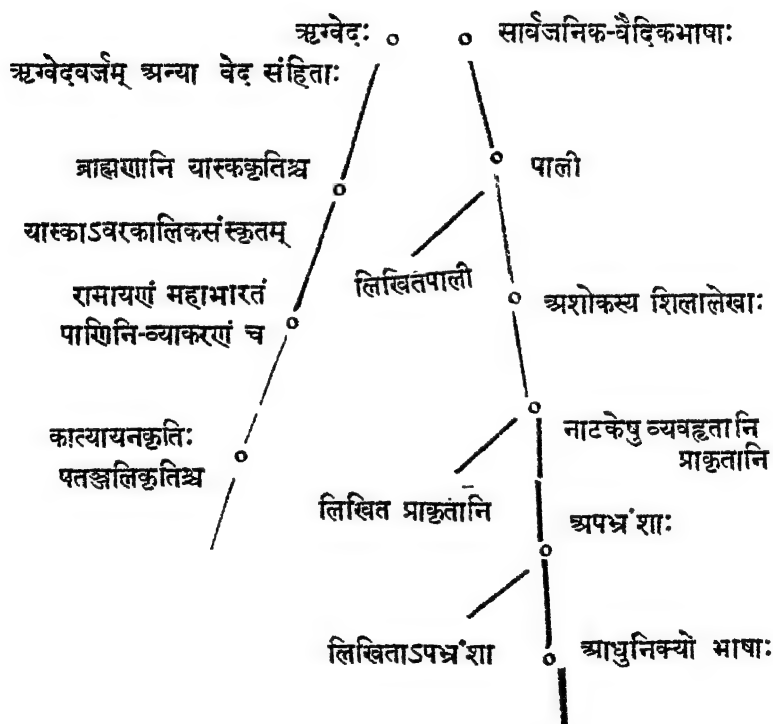 ऋग्वेदः
सार्वजनिक-वैदिकभाषाः
ऋग्वेदवर्जम् अन्या वेद संहिताः
ब्राह्मणानि यास्ककृतिश्च
पाली
यास्काऽवरकालिकसंस्कृतम्
लिखितपाली
रामायणं महाभारतं
पाणिनि-व्याकरणं च
अशोकस्य शिलालेखाः
कात्यायनकृतिः
पतञ्जलिकृतिश्च
नाटकेषु व्यवहृतानि
प्राकृतानि
लिखित प्राकृतानि
अपभ्रंशाः
लिखिताऽपभ्रंशा
आधुनिक्यो भाषाः